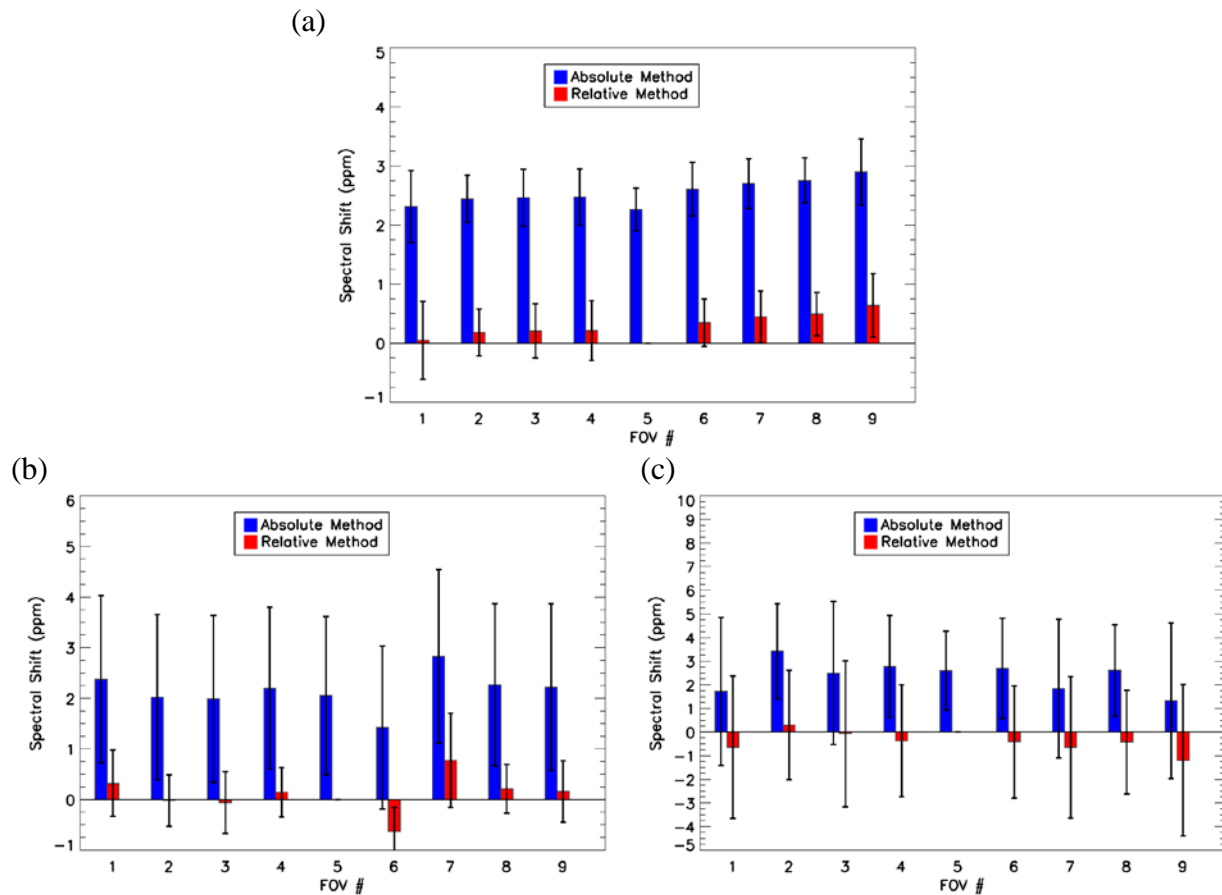 (a)
5
4
3
2
1
0
−1
Spectral Shift (ppm)
Absolute Method
Relative Method
1 2 3 4 5 6 7 8 9
FOV #
(b)
6
5
4
3
2
1
0
−1
Spectral Shift (ppm)
Absolute Method
Relative Method
1 2 3 4 5 6 7 8 9
FOV #
(c)
10
9
8
7
6
5
4
3
2
1
0
−1
−2
−3
−4
−5
Spectral Shift (ppm)
Absolute Method
Relative Method
1 2 3 4 5 6 7 8 9
FOV #